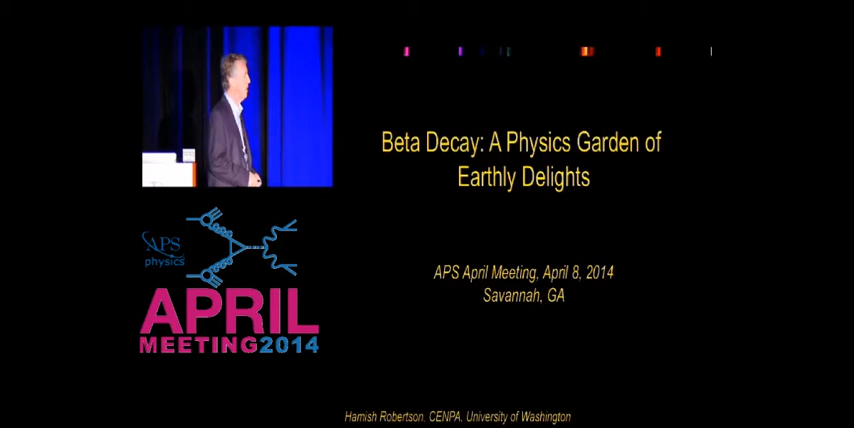 Beta Decay: A Physics Garden of
Earthly Delights
APS
physics
APRIL
MEETING2014
APS April Meeting, April 8, 2014
Savannah, GA
Hamish Robertson, CENPA, University of Washington